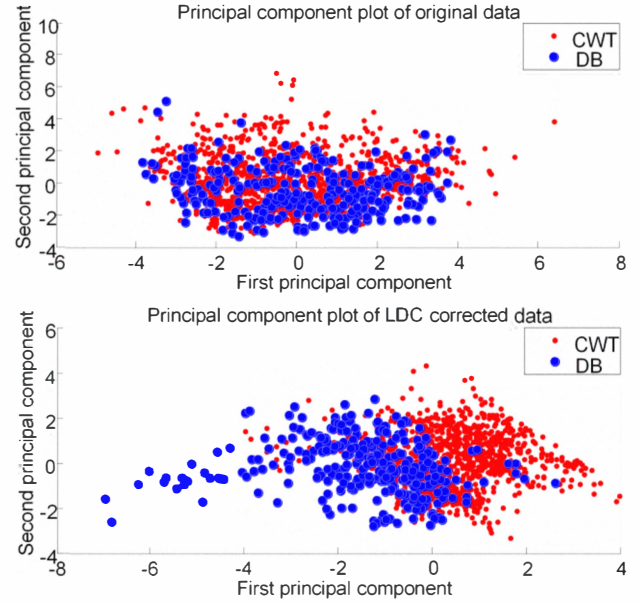 Principal component plot of original data
10
8
6
4
2
0
-2
-4
Second principal component
CWT
DB
-6 -4 -2 0 2 4 6 8
First principal component
Principal component plot of LDC corrected data
6
4
2
0
-2
-4
Second principal component
CWT
DB
-8 -6 -4 -2 0 2 4
First principal component